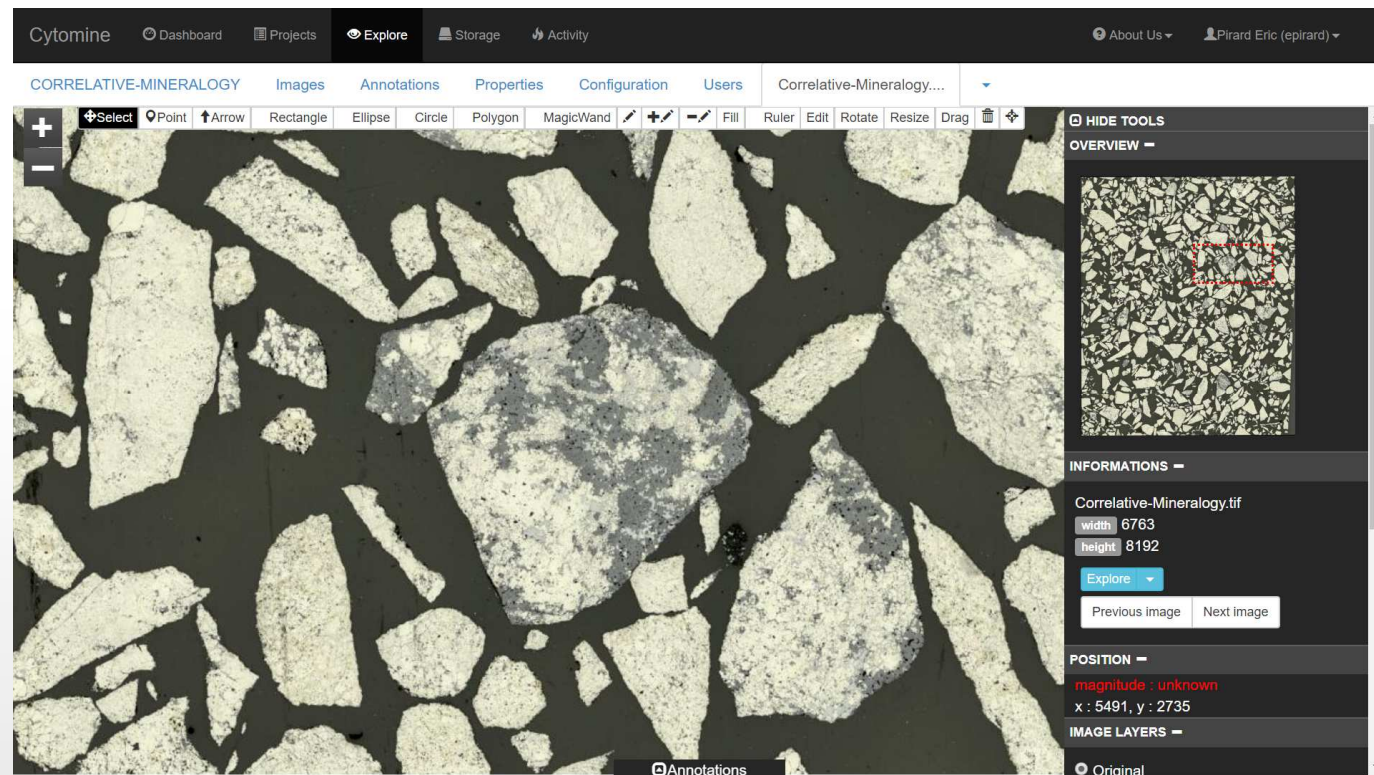 Cytomine Dashboard Projects Explore Storage Activity About Us Pirard Eric (epirard)
CORRELATIVE-MINERALOGY Images Annotations Properties Configuration Users Correlative-Mineralogy....
Select Point Arrow Rectangle Ellipse Circle Polygon MagicWand Fill Ruler Edit Rotate Resize Drag
HIDE TOOLS
OVERVIEW
INFORMATIONS
Correlative-Mineralogy.tif
width 6763
height 8192
Explore
Previous image Next image
POSITION
magnitude : unknown
x : 5491, y : 2735
IMAGE LAYERS
Original
Annotations